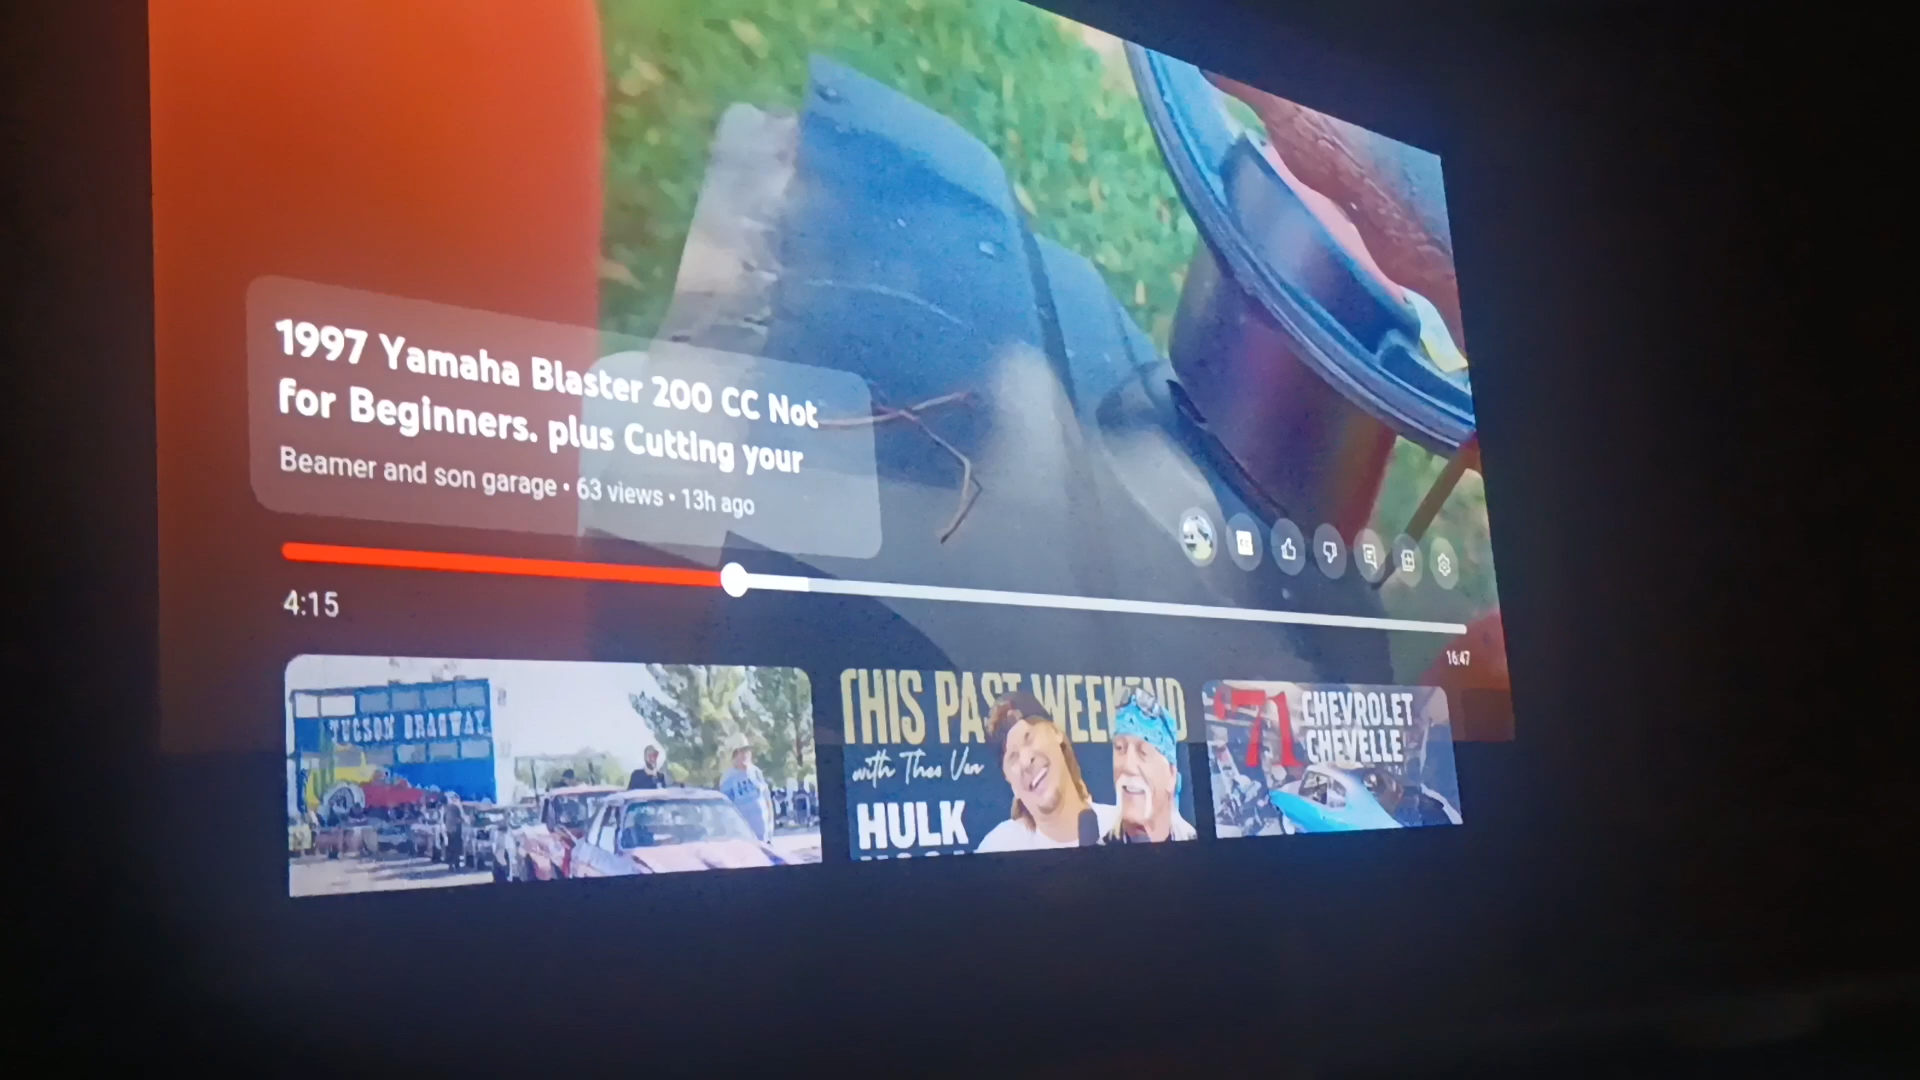 1997 Yamaha Blaster 200 CC Not
for Beginners. plus Cutting your
Beamer and son garage • 63 views • 13h ago
4:15
16:47
TUCSON DRAGWAY
THIS PAST WEEKEND
with Theo Von
HULK
'71 CHEVROLET
CHEVELLE